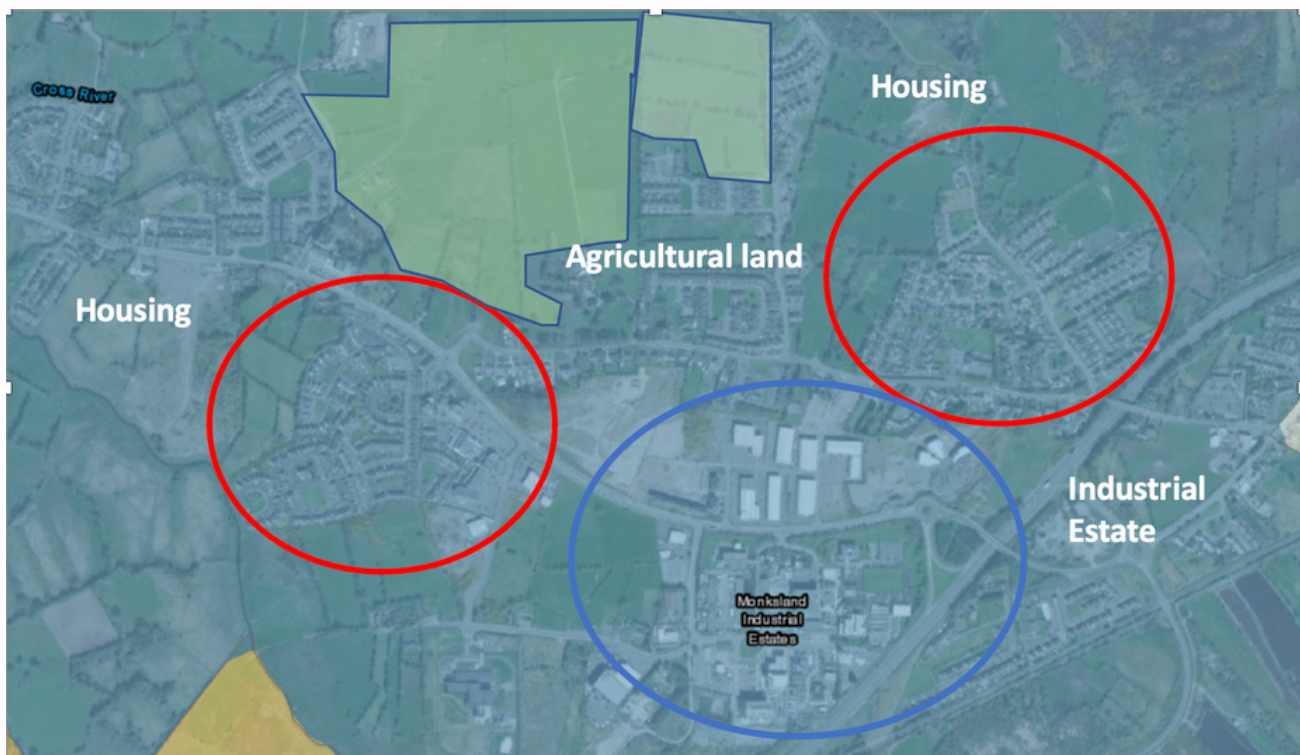 Cross River
Housing
Agricultural land
Housing
Industrial
Estate
Monksland
Industrial
Estates